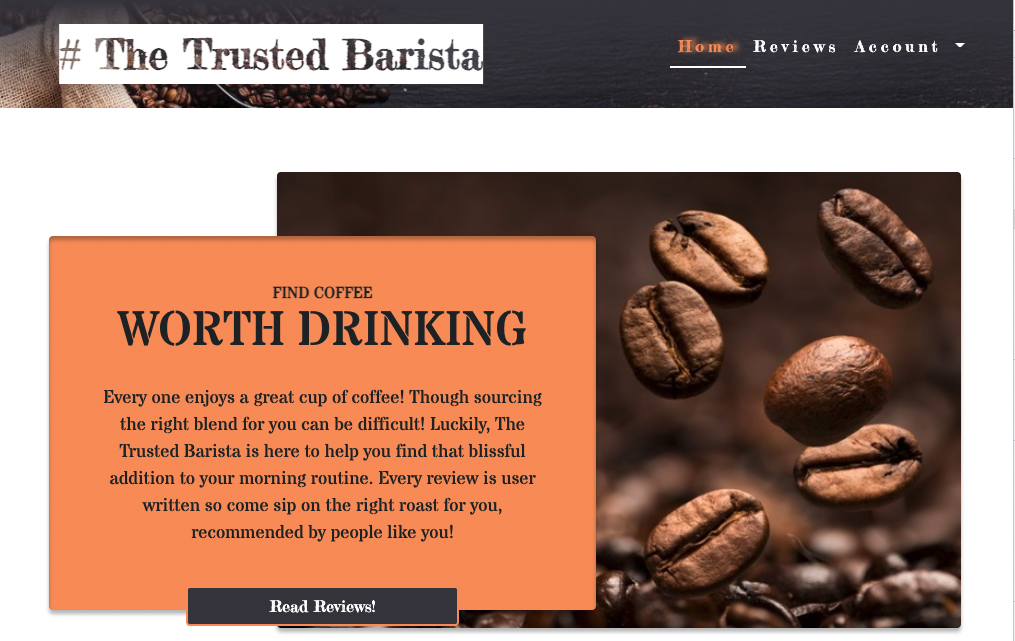 # The Trusted Barista
Home Reviews Account
FIND COFFEE
WORTH DRINKING
Every one enjoys a great cup of coffee! Though sourcing
the right blend for you can be difficult! Luckily, The
Trusted Barista is here to help you find that blissful
addition to your morning routine. Every review is user
written so come sip on the right roast for you,
recommended by people like you!
Read Reviews!